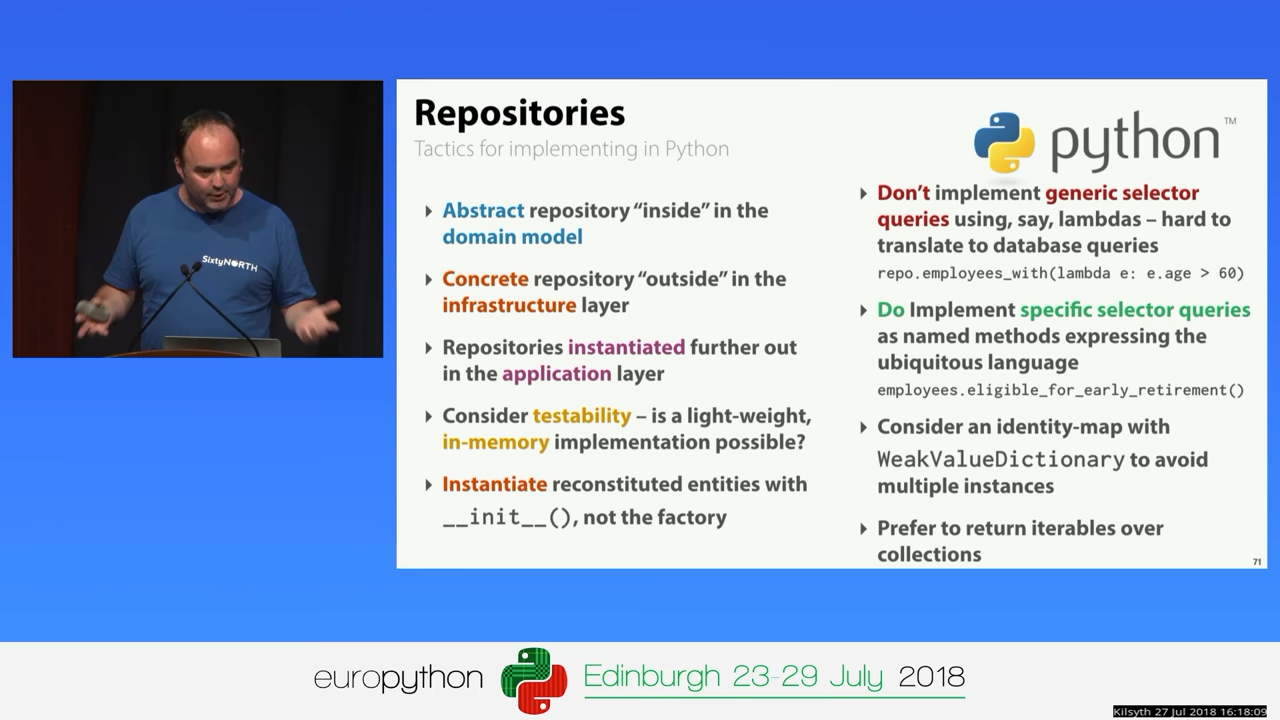 Repositories
Tactics for implementing in Python
python™
Abstract repository “inside” in the
domain model
Concrete repository “outside” in the
infrastructure layer
Repositories instantiated further out
in the application layer
Consider testability – is a light-weight,
in-memory implementation possible?
Instantiate reconstituted entities with
__init__(), not the factory
Don’t implement generic selector
queries using, say, lambdas – hard to
translate to database queries
repo.employees_with(lambda e: e.age > 60)
Do Implement specific selector queries
as named methods expressing the
ubiquitous language
employees.eligible_for_early_retirement()
Consider an identity-map with
WeakValueDictionary to avoid
multiple instances
Prefer to return iterables over
collections
71
SixtyNORTH
europython Edinburgh 23-29 July 2018
Kilsyth 27 Jul 2018 16:18:09